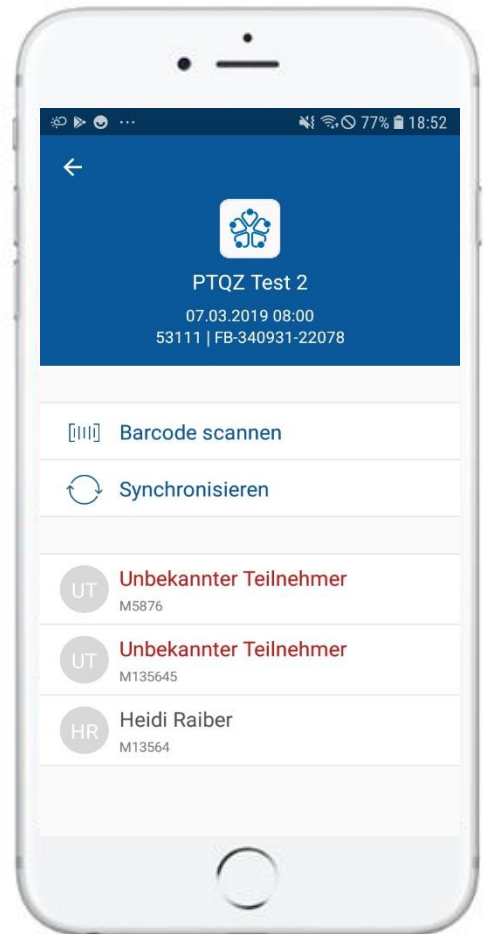 77% 18:52
PTQZ Test 2
07.03.2019 08:00
53111 | FB-340931-22078
Barcode scannen
Synchronisieren
UT
Unbekannter Teilnehmer
M5876
UT
Unbekannter Teilnehmer
M135645
HR
Heidi Raiber
M13564